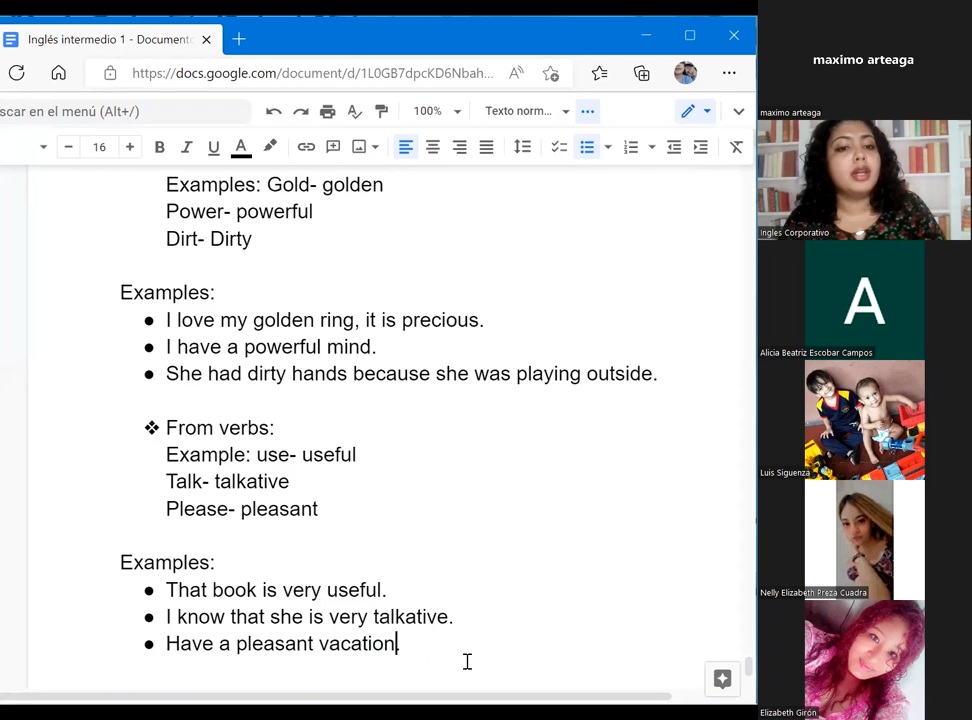 Inglés intermedio 1 - Documento
https://docs.google.com/document/d/1L0GB7dpcKD6Nbah...
scar en el menú (Alt+/)
100%
Texto norm...
16
Examples: Gold- golden
Power- powerful
Dirt- Dirty
Examples:
● I love my golden ring, it is precious.
● I have a powerful mind.
● She had dirty hands because she was playing outside.
❖ From verbs:
Example: use- useful
Talk- talkative
Please- pleasant
Examples:
● That book is very useful.
● I know that she is very talkative.
● Have a pleasant vacation.
maximo arteaga
maximo arteaga
Ingles Corporativo
A
Alicia Beatriz Escobar Campos
Luis Siguenza
Nelly Elizabeth Preza Cuadra
Elizabeth Girón